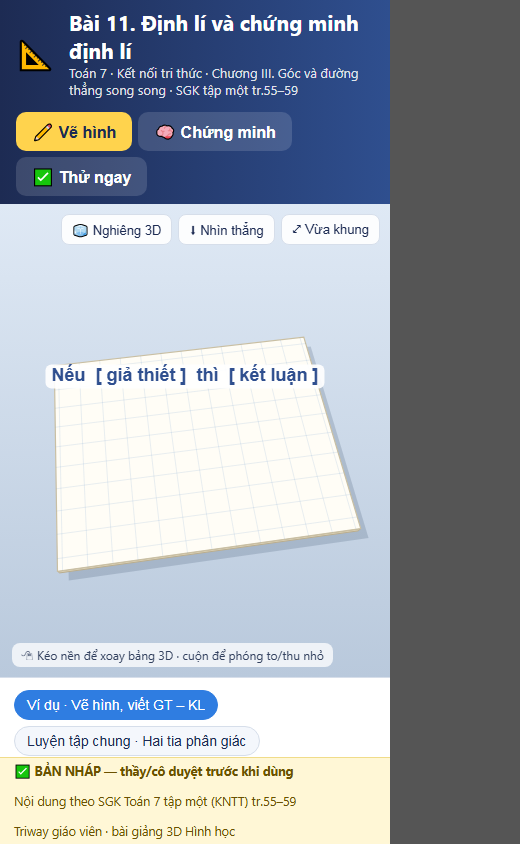 Bài 11. Định lí và chứng minh
định lí
Toán 7 · Kết nối tri thức · Chương III. Góc và đường
thẳng song song · SGK tập một tr.55–59
Vẽ hình
Chứng minh
Thử ngay
Nghiêng 3D
Nhìn thẳng
Vừa khung
Nếu [ giả thiết ] thì [ kết luận ]
Kéo nền để xoay bảng 3D · cuộn để phóng to/thu nhỏ
Ví dụ · Vẽ hình, viết GT – KL
Luyện tập chung · Hai tia phân giác
BẢN NHÁP — thầy/cô duyệt trước khi dùng
Nội dung theo SGK Toán 7 tập một (KNTT) tr.55–59
Triway giáo viên · bài giảng 3D Hình học